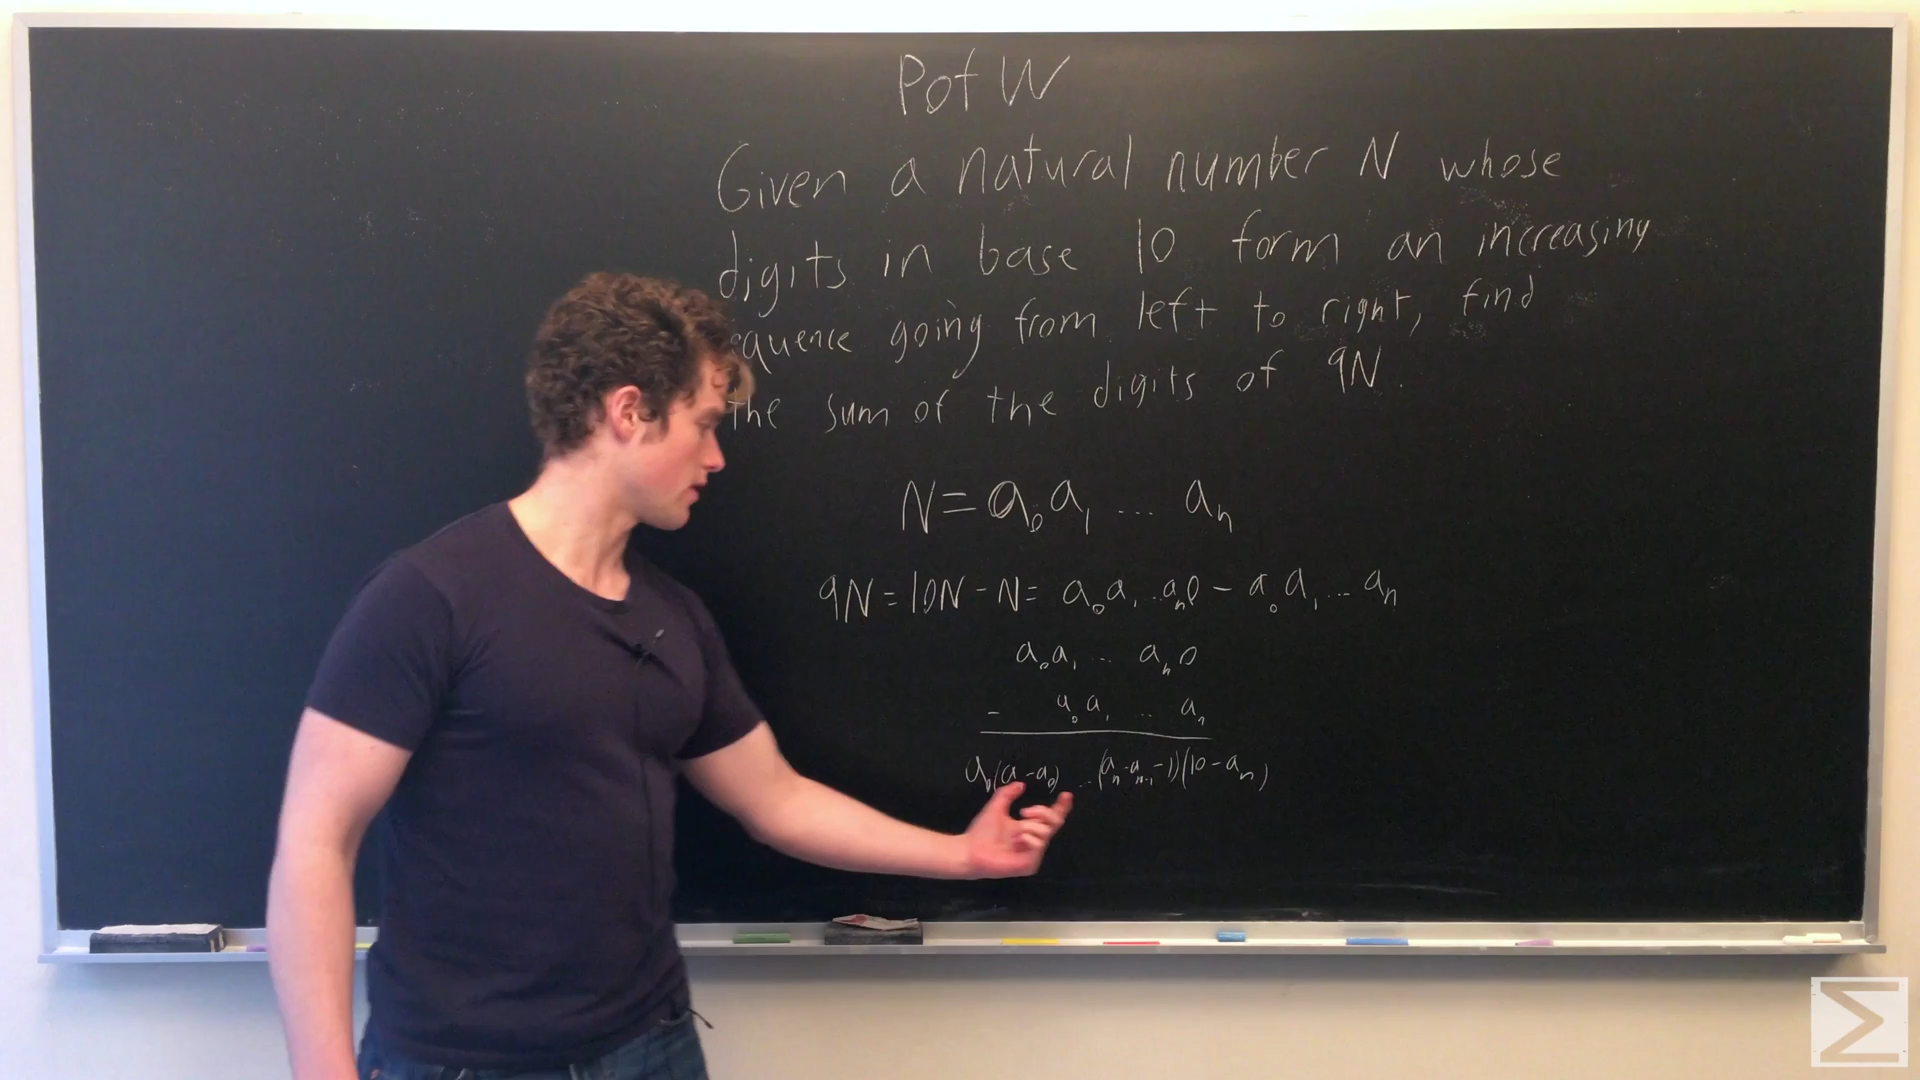 Pof W
Given a natural number N whose
digits in base 10 form an increasing
equence going from left to right, find
the sum of the digits of 9N.
N = a₀a₁ ... aₙ
9N = 10N - N = a₀a₁...aₙ0 - a₀a₁...aₙ
a₀a₁ ... aₙ0
- a₀a₁ ... aₙ
a₀(a₁-a₀) ... (aₙ-aₙ₋₁-1)(10-aₙ)
Σ